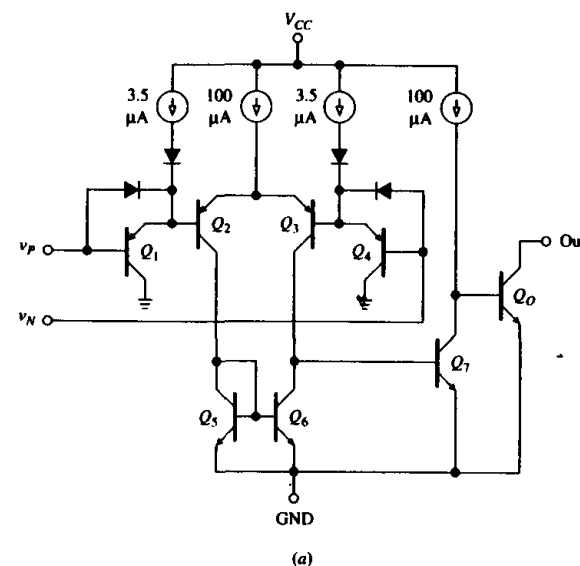 V_CC
3.5 µA
100 µA
3.5 µA
100 µA
v_P
Q_1
Q_2
Q_3
Q_4
Ou
Q_O
v_N
Q_7
Q_5
Q_6
GND
(a)